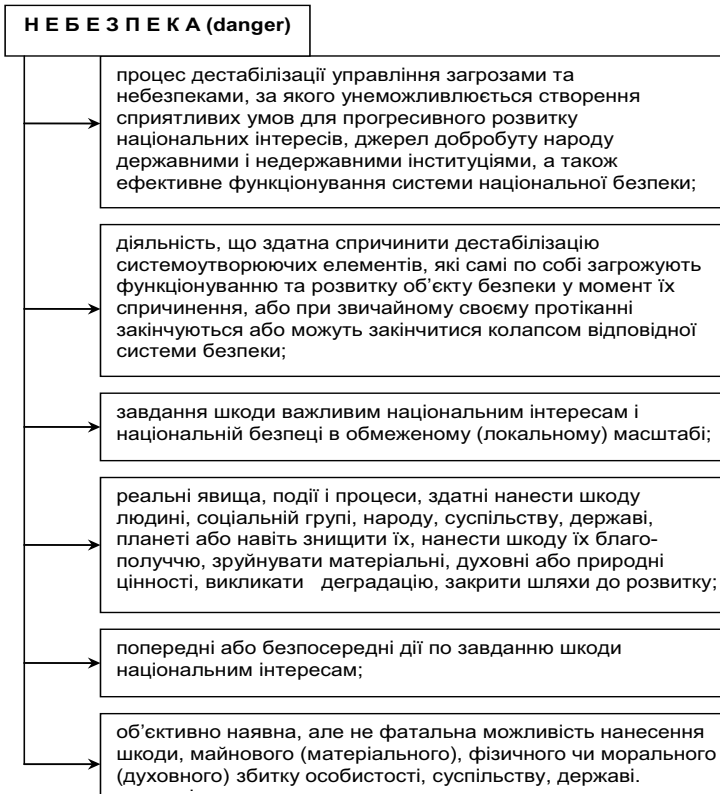 Н Е Б Е З П Е К А (danger)
процес дестабілізації управління загрозами та
небезпеками, за якого унеможливлюється створення
сприятливих умов для прогресивного розвитку
національних інтересів, джерел добробуту народу
державними і недержавними інституціями, а також
ефективне функціонування системи національної безпеки;
діяльність, що здатна спричинити дестабілізацію
системоутворюючих елементів, які самі по собі загрожують
функціонуванню та розвитку об’єкту безпеки у момент їх
спричинення, або при звичайному своєму протіканні
закінчуються або можуть закінчитися колапсом відповідної
системи безпеки;
завдання шкоди важливим національним інтересам і
національній безпеці в обмеженому (локальному) масштабі;
реальні явища, події і процеси, здатні нанести шкоду
людині, соціальній групі, народу, суспільству, державі,
планеті або навіть знищити їх, нанести шкоду їх благо-
получчю, зруйнувати матеріальні, духовні або природні
цінності, викликати деградацію, закрити шляхи до розвитку;
попередні або безпосередні дії по завданню шкоди
національним інтересам;
об’єктивно наявна, але не фатальна можливість нанесення
шкоди, майнового (матеріального), фізичного чи морального
(духовного) збитку особистості, суспільству, державі.